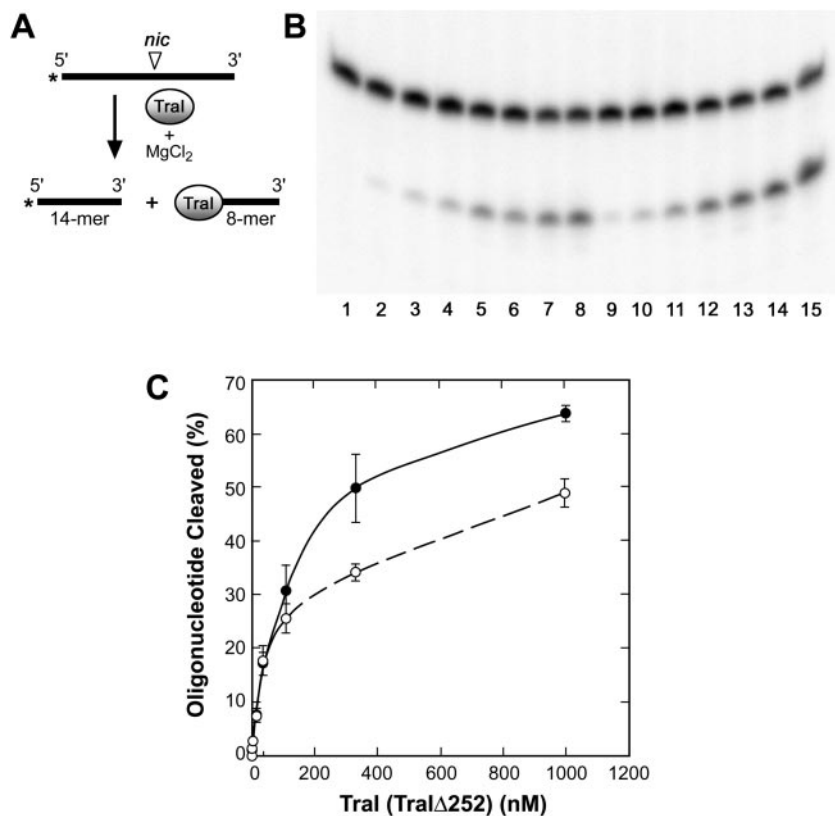 A
5' nic 3'
*
TraI
+
MgCl2
5' 3' 3'
* + TraI
14-mer 8-mer
B
1 2 3 4 5 6 7 8 9 10 11 12 13 14 15
C
Oligonucleotide Cleaved (%)
70
60
50
40
30
20
10
0
0 200 400 600 800 1000 1200
TraI (TraIΔ252) (nM)